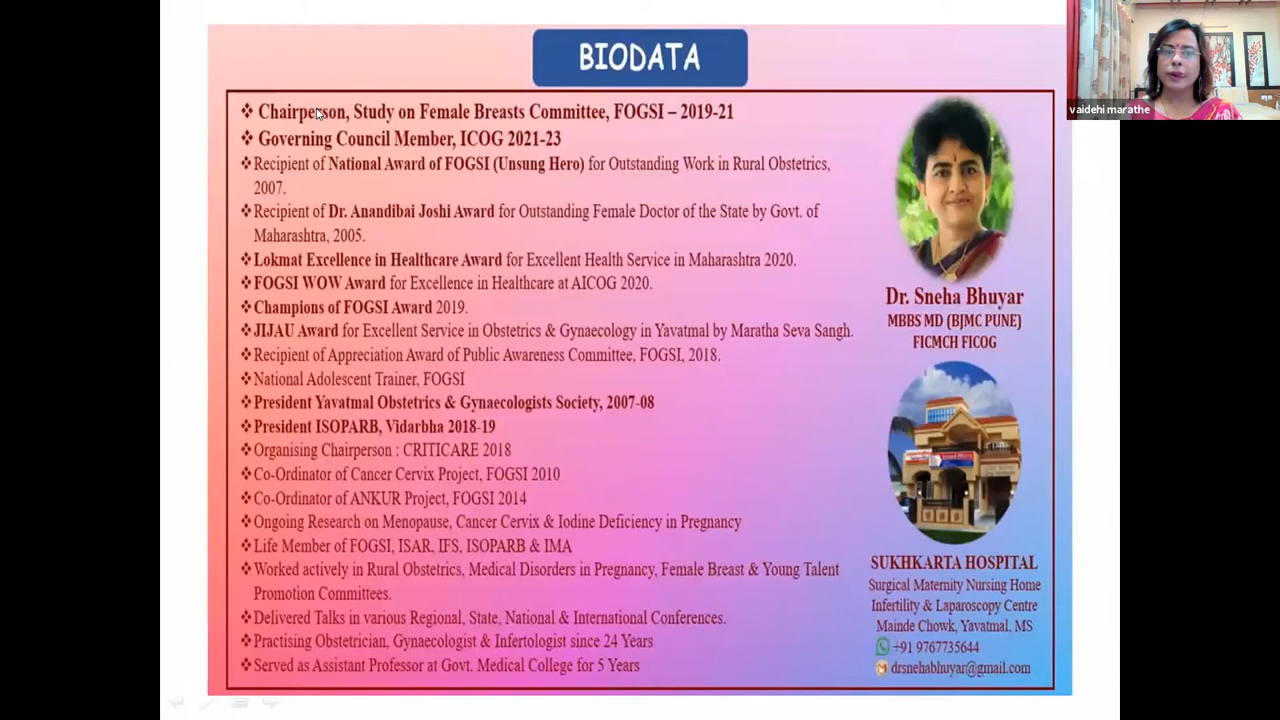 BIODATA
vaidehi marathe
❖ Chairperson, Study on Female Breasts Committee, FOGSI – 2019-21
❖ Governing Council Member, ICOG 2021-23
❖Recipient of National Award of FOGSI (Unsung Hero) for Outstanding Work in Rural Obstetrics,
2007.
❖Recipient of Dr. Anandibai Joshi Award for Outstanding Female Doctor of the State by Govt. of
Maharashtra, 2005.
❖Lokmat Excellence in Healthcare Award for Excellent Health Service in Maharashtra 2020.
❖FOGSI WOW Award for Excellence in Healthcare at AICOG 2020.
❖Champions of FOGSI Award 2019.
❖JIJAU Award for Excellent Service in Obstetrics & Gynaecology in Yavatmal by Maratha Seva Sangh.
❖Recipient of Appreciation Award of Public Awareness Committee, FOGSI, 2018.
❖National Adolescent Trainer, FOGSI
❖President Yavatmal Obstetrics & Gynaecologists Society, 2007-08
❖President ISOPARB, Vidarbha 2018-19
❖Organising Chairperson : CRITICARE 2018
❖Co-Ordinator of Cancer Cervix Project, FOGSI 2010
❖Co-Ordinator of ANKUR Project, FOGSI 2014
❖Ongoing Research on Menopause, Cancer Cervix & Iodine Deficiency in Pregnancy
❖Life Member of FOGSI, ISAR, IFS, ISOPARB & IMA
❖Worked actively in Rural Obstetrics, Medical Disorders in Pregnancy, Female Breast & Young Talent
Promotion Committees.
❖Delivered Talks in various Regional, State, National & International Conferences.
❖Practising Obstetrician, Gynaecologist & Infertologist since 24 Years
❖Served as Assistant Professor at Govt. Medical College for 5 Years
Dr. Sneha Bhuyar
MBBS MD (BJMC PUNE)
FICMCH FICOG
SUKHKARTA HOSPITAL
Surgical Maternity Nursing Home
Infertility & Laparoscopy Centre
Mainde Chowk, Yavatmal, MS
+91 9767735644
drsnehabhuyar@gmail.com